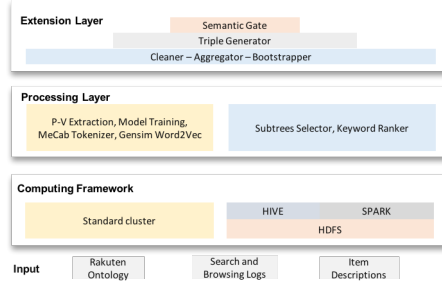 Extension Layer
Semantic Gate
Triple Generator
Cleaner – Aggregator – Bootstrapper
Processing Layer
P-V Extraction, Model Training,
MeCab Tokenizer, Gensim Word2Vec
Subtrees Selector, Keyword Ranker
Computing Framework
Standard cluster
HIVE
SPARK
HDFS
Input
Rakuten
Ontology
Search and
Browsing Logs
Item
Descriptions